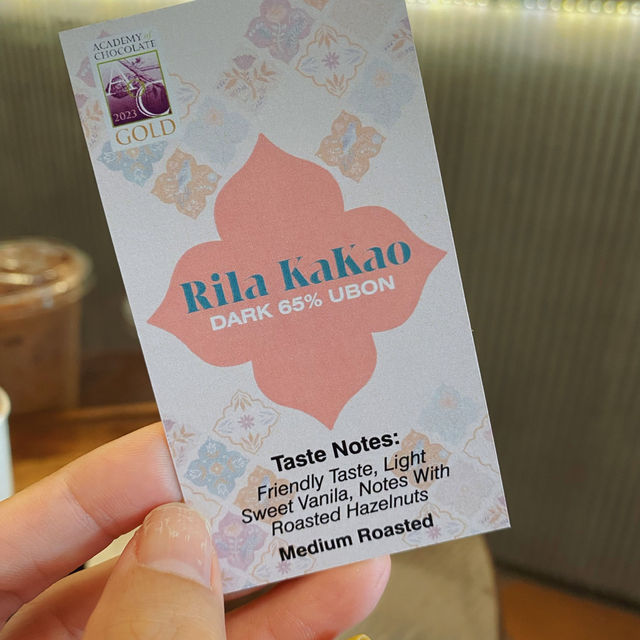 ACADEMY of
CHOCOLATE
2023
GOLD
Rila KaKao
DARK 65% UBON
Taste Notes:
Friendly Taste, Light
Sweet Vanila, Notes With
Roasted Hazelnuts
Medium Roasted